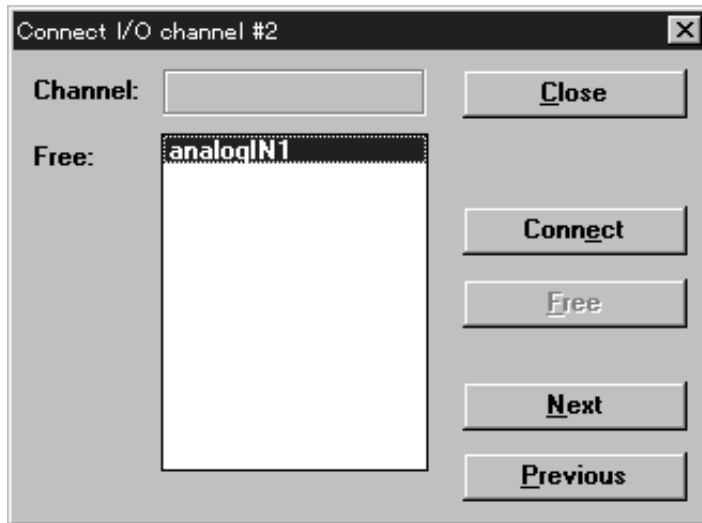 Connect I/O channel #2
Channel:
Close
Free:
analogIN1
Connect
Free
Next
Previous